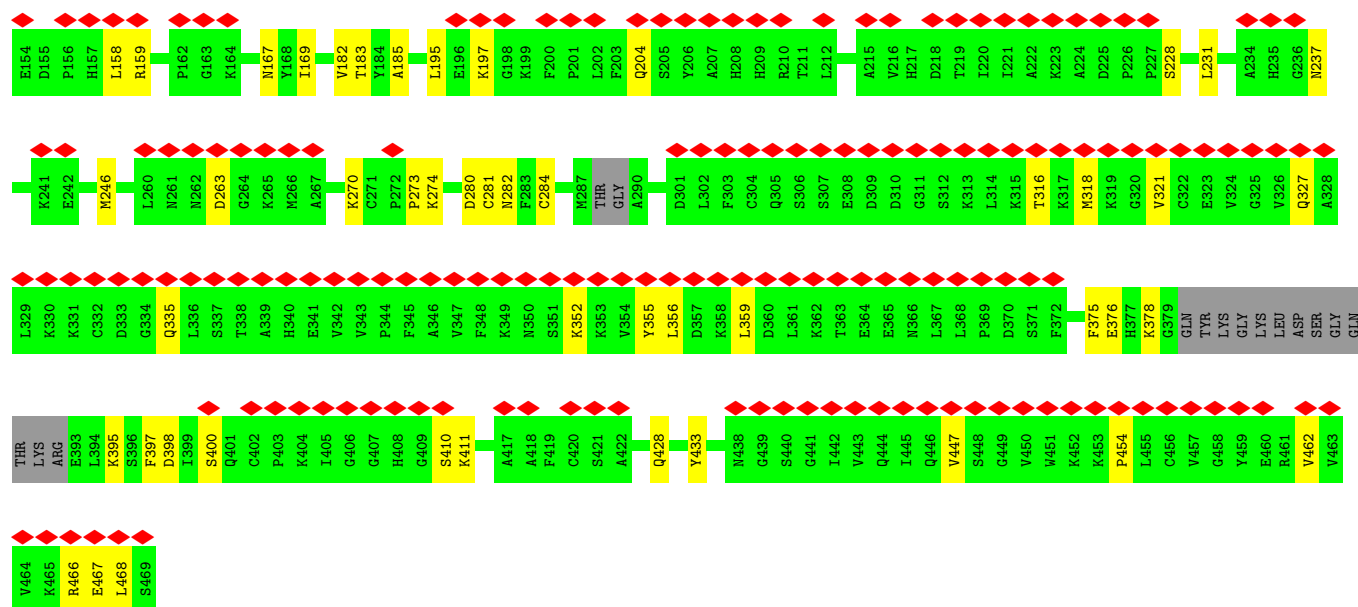 E154 D155 P156 H157 L158 R159 P162 G163 K164 N167 Y168 I169 V182 T183 Y184 A185 L195 E196 K197 G198 K199 F200 P201 L202 F203 Q204 S205 Y206 A207 H208 H209 R210 T211 L212 A215 V216 H217 D218 T219 I220 I221 A222 K223 A224 D225 P226 P227 S228 L231 A234 H235 G236 N237
K241 E242 M246 L260 N261 N262 D263 G264 K265 M266 A267 K270 C271 P272 P273 K274 D280 C281 N282 F283 C284 M287 THR GLY A290 D301 L302 F303 C304 Q305 S306 S307 E308 D309 D310 G311 S312 K313 L314 K315 T316 K317 M318 K319 G320 V321 C322 E323 V324 G325 V326 Q327 A328
L329 K330 K331 C332 D333 G334 Q335 L336 S337 T338 A339 H340 E341 V342 V343 P344 F345 A346 V347 F348 K349 N350 S351 K352 K353 V354 Y355 L356 D357 K358 L359 D360 L361 K362 T363 E364 E365 N366 L367 L368 P369 D370 S371 F372 F375 E376 H377 K378 G379 GLN TYR LYS GLY LYS LEU ASP SER GLY GLN
THR LYS ARG E393 L394 K395 S396 F397 D398 I399 S400 Q401 C402 P403 K404 I405 G406 G407 H408 G409 S410 K411 A417 A418 F419 C420 S421 A422 Q428 Y433 N438 G439 S440 G441 I442 V443 Q444 I445 Q446 V447 S448 G449 V450 W451 K452 K453 P454 L455 C456 V457 G458 Y459 E460 R461 V462 V463
V464 K465 R466 E467 L468 S469